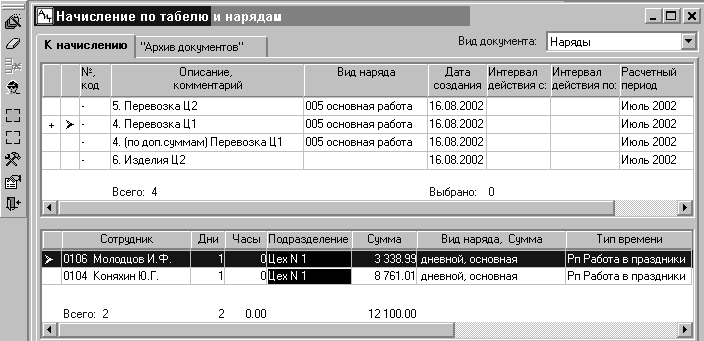 Начисление по табелю и нарядам
К начислению
"Архив документов"
Вид документа: Наряды
№, код
Описание, комментарий
Вид наряда
Дата создания
Интервал действия с:
Интервал действия по:
Расчетный период
- 5. Перевозка Ц2 005 основная работа 16.08.2002 Июль 2002
+ - 4. Перевозка Ц1 005 основная работа 16.08.2002 Июль 2002
- 4. (по доп.суммам) Перевозка Ц1 005 основная работа 16.08.2002 Июль 2002
- 6. Изделия Ц2 16.08.2002 Июль 2002
Всего: 4 Выбрано: 0
Сотрудник Дни Часы Подразделение Сумма Вид наряда, Сумма Тип времени
0106 Молодцов И.Ф. 1 0 Цех N 1 3 338.99 дневной, основная Рп Работа в праздники
0104 Коняхин Ю.Г. 1 0 Цех N 1 8 761.01 дневной, основная Рп Работа в праздники
Всего: 2 2 0.00 12 100.00